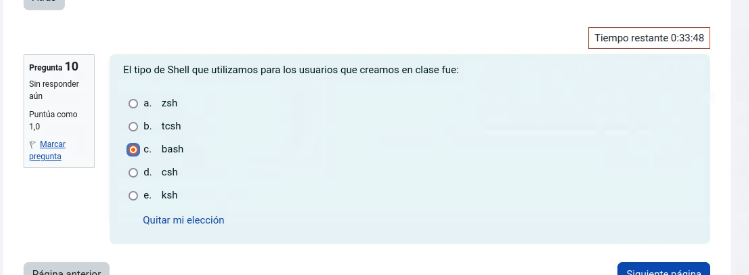 Tiempo restante 0:33:48
Pregunta 10
Sin responder
aún
Puntúa como
1,0
Marcar
pregunta
El tipo de Shell que utilizamos para los usuarios que creamos en clase fue:
a. zsh
b. tcsh
c. bash
d. csh
e. ksh
Quitar mi elección
Página anterior
Siguiente página